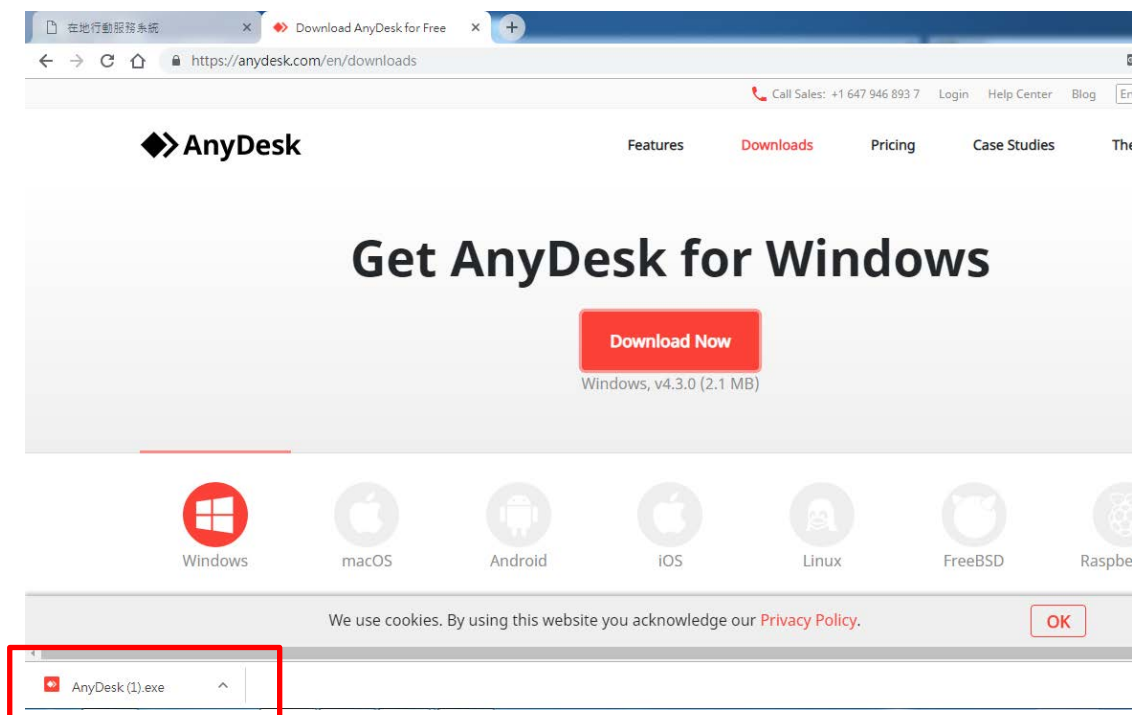 在地行動服務系統 Download AnyDesk for Free
https://anydesk.com/en/downloads
Call Sales: +1 647 946 893 7 Login Help Center Blog En
AnyDesk Features Downloads Pricing Case Studies The
Get AnyDesk for Windows
Download Now
Windows, v4.3.0 (2.1 MB)
Windows macOS Android iOS Linux FreeBSD Raspbe
We use cookies. By using this website you acknowledge our Privacy Policy. OK
AnyDesk (1).exe